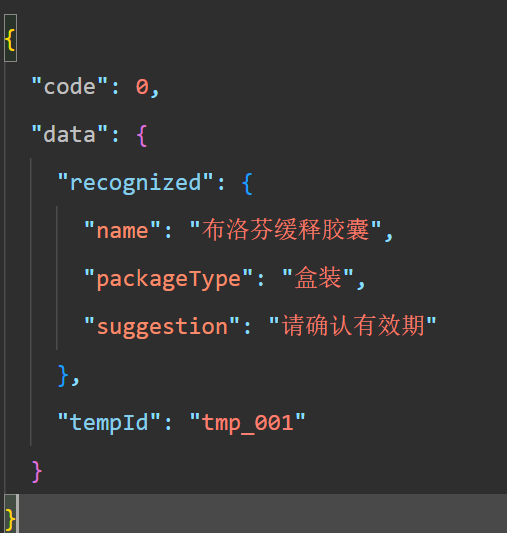 {
"code": 0,
"data": {
"recognized": {
"name": "布洛芬缓释胶囊",
"packageType": "盒装",
"suggestion": "请确认有效期"
},
"tempId": "tmp_001"
}
}